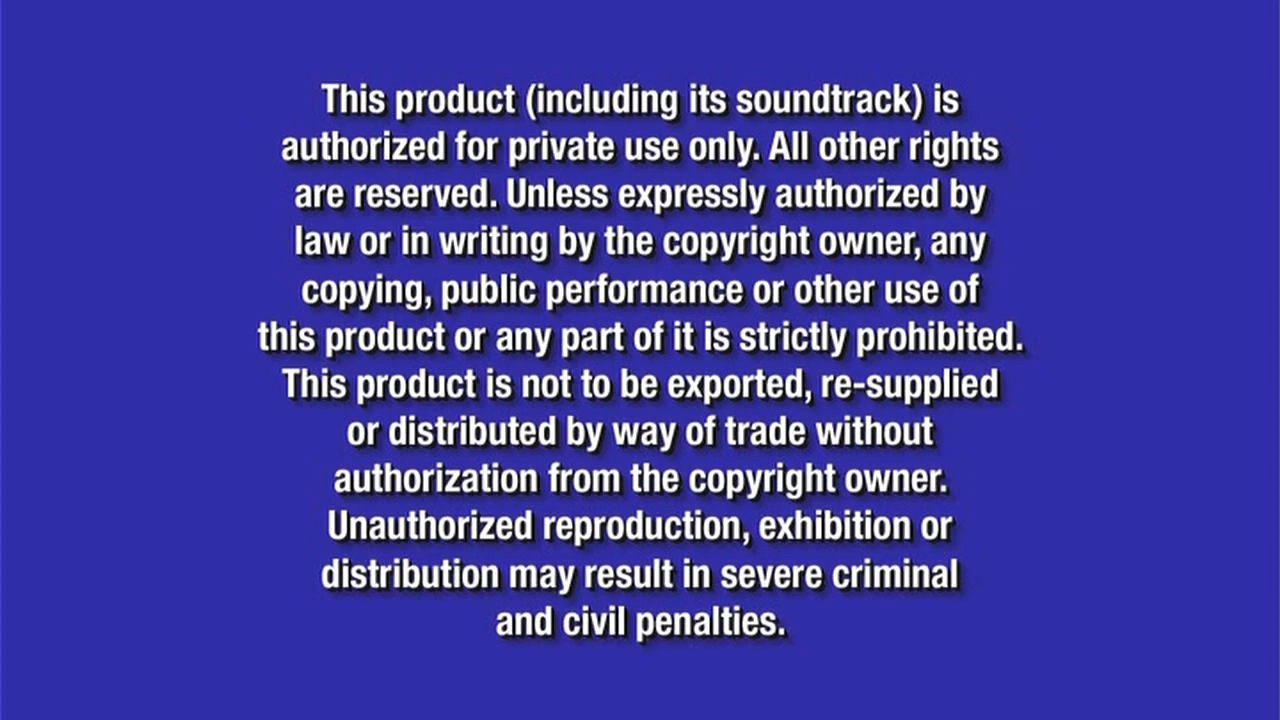 This product (including its soundtrack) is
authorized for private use only. All other rights
are reserved. Unless expressly authorized by
law or in writing by the copyright owner, any
copying, public performance or other use of
this product or any part of it is strictly prohibited.
This product is not to be exported, re-supplied
or distributed by way of trade without
authorization from the copyright owner.
Unauthorized reproduction, exhibition or
distribution may result in severe criminal
and civil penalties.